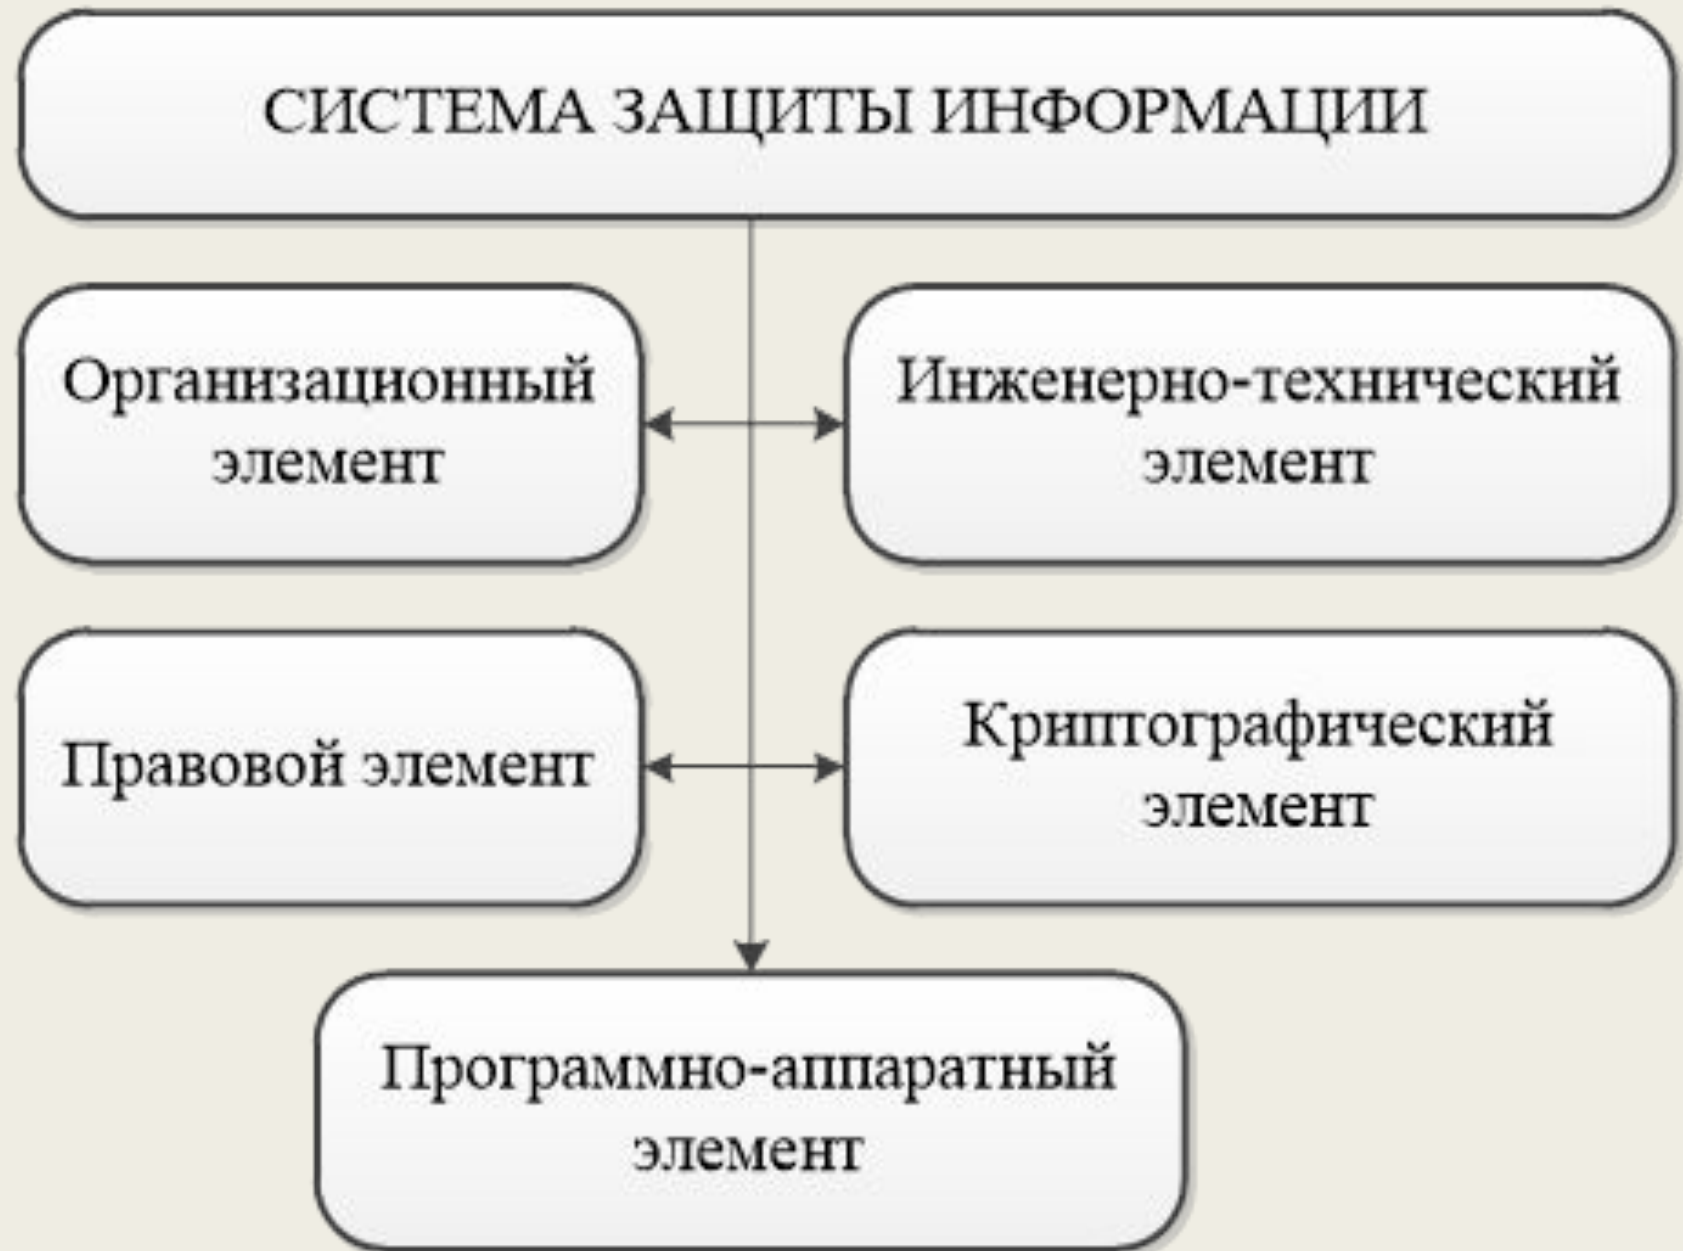 СИСТЕМА ЗАЩИТЫ ИНФОРМАЦИИ
Организационный
элемент
Инженерно-технический
элемент
Правовой элемент
Криптографический
элемент
Программно-аппаратный
элемент